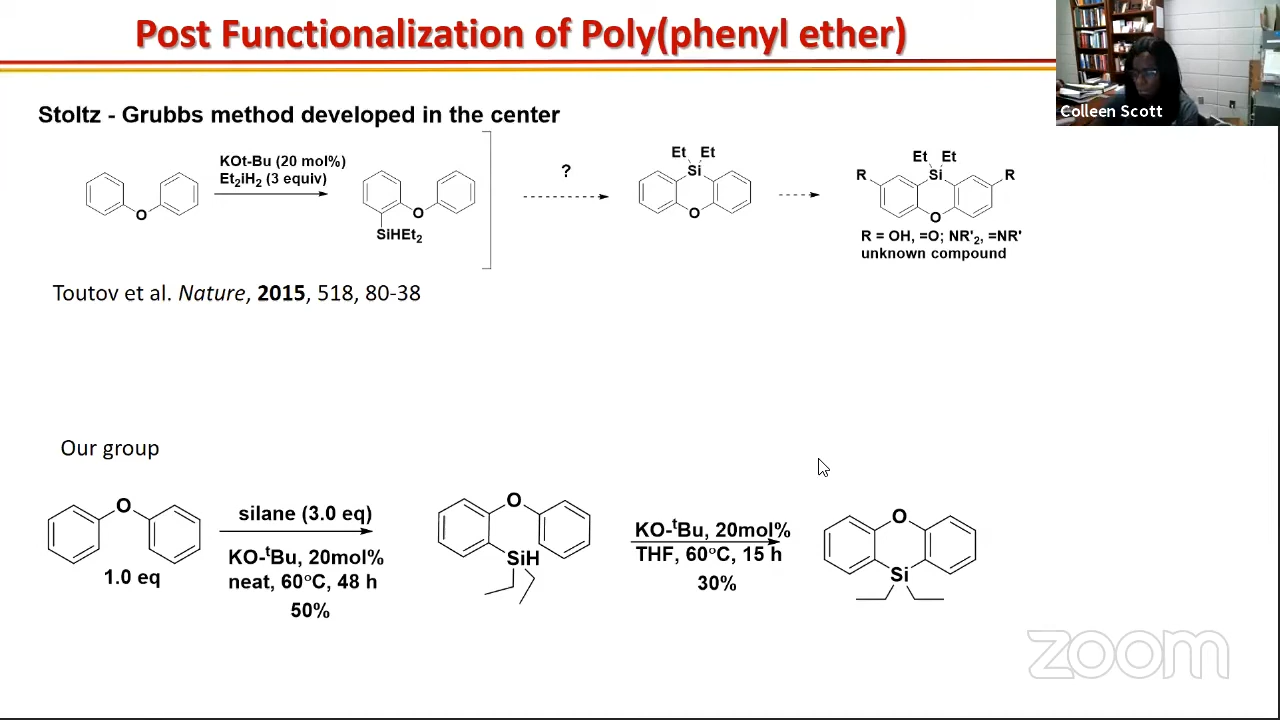 Post Functionalization of Poly(phenyl ether)
Colleen Scott
Stoltz - Grubbs method developed in the center
KOt-Bu (20 mol%)
Et2iH2 (3 equiv)
O
O
SiHEt2
?
Et Et
Si
O
Et Et
R Si R
O
R = OH, =O; NR'2, =NR'
unknown compound
Toutov et al. Nature, 2015, 518, 80-38
Our group
O
1.0 eq
silane (3.0 eq)
KO-tBu, 20mol%
neat, 60°C, 48 h
50%
O
SiH
KO-tBu, 20mol%
THF, 60°C, 15 h
30%
O
Si
zoom